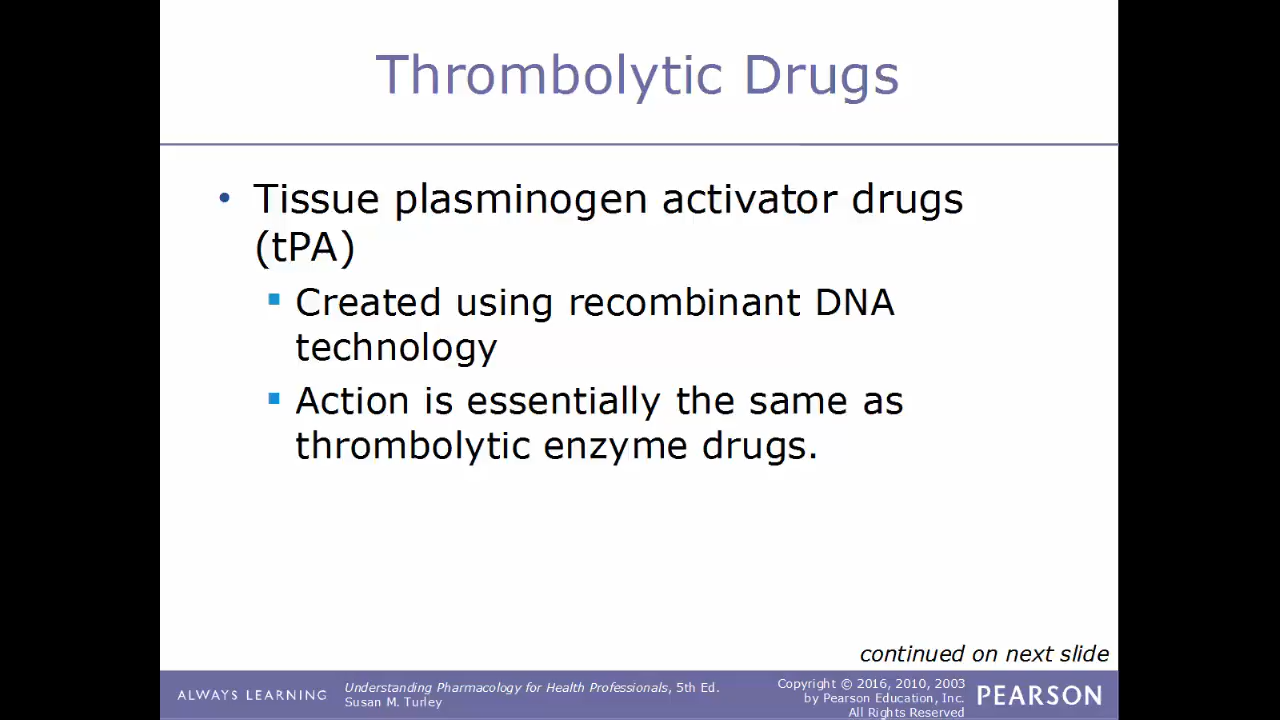 Thrombolytic Drugs
• Tissue plasminogen activator drugs
(tPA)
▪ Created using recombinant DNA
technology
▪ Action is essentially the same as
thrombolytic enzyme drugs.
continued on next slide
ALWAYS LEARNING
Understanding Pharmacology for Health Professionals, 5th Ed.
Susan M. Turley
Copyright © 2016, 2010, 2003
by Pearson Education, Inc.
All Rights Reserved
PEARSON